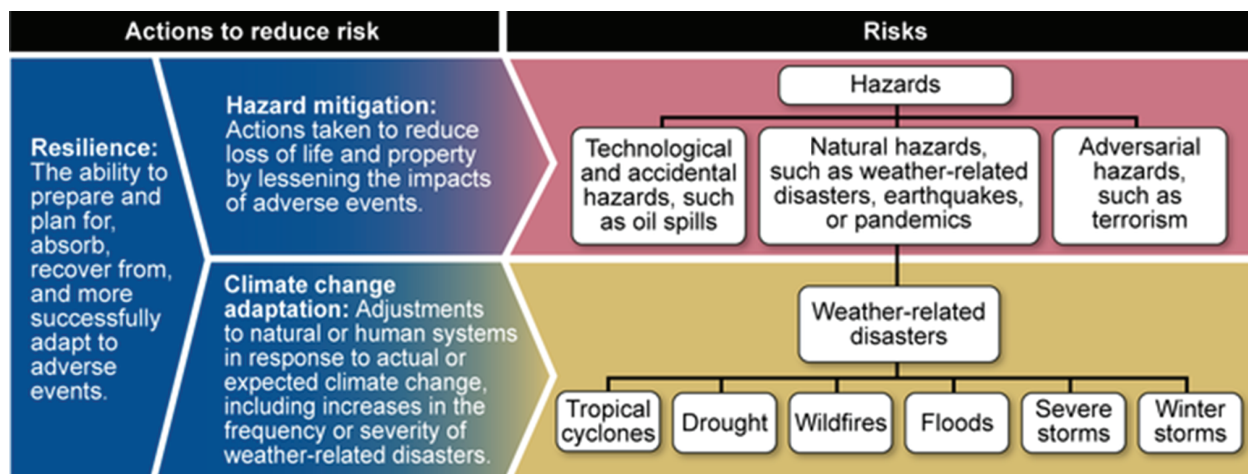 Actions to reduce risk
Risks
Resilience:
The ability to
prepare and
plan for,
absorb,
recover from,
and more
successfully
adapt to
adverse
events.
Hazard mitigation:
Actions taken to reduce
loss of life and property
by lessening the impacts
of adverse events.
Climate change
adaptation: Adjustments
to natural or human systems
in response to actual or
expected climate change,
including increases in the
frequency or severity of
weather-related disasters.
Hazards
Technological
and accidental
hazards, such
as oil spills
Natural hazards,
such as weather-related
disasters, earthquakes,
or pandemics
Adversarial
hazards,
such as
terrorism
Weather-related
disasters
Tropical
cyclones
Drought
Wildfires
Floods
Severe
storms
Winter
storms